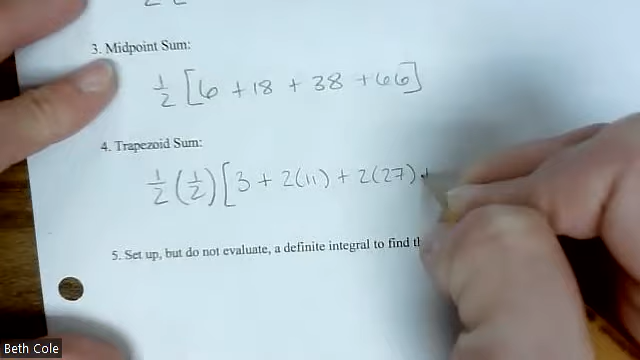 3. Midpoint Sum:
1/2 [6 + 18 + 38 + 66]
4. Trapezoid Sum:
1/2 (1/2) [3 + 2(11) + 2(27) +
5. Set up, but do not evaluate, a definite integral to find
Beth Cole